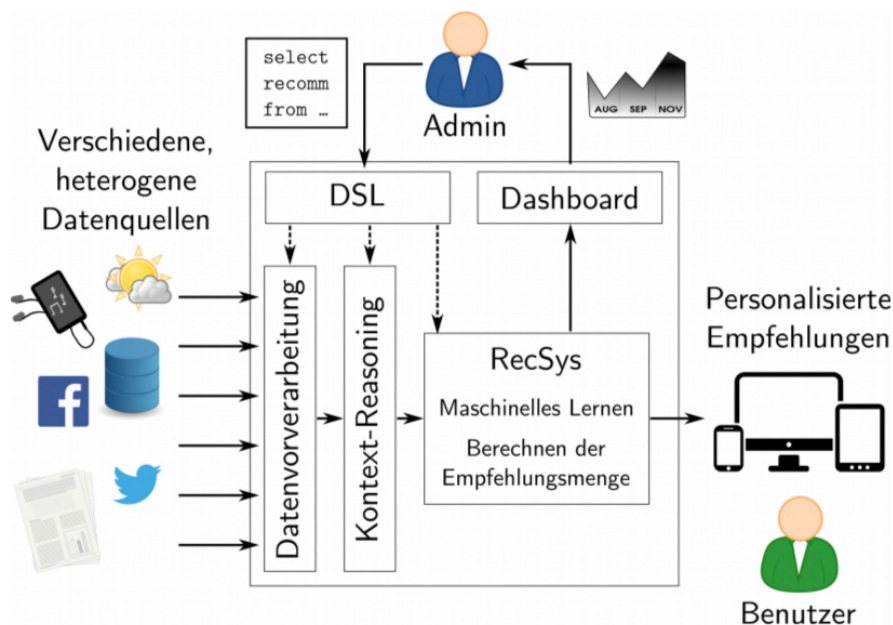 select
recomm
from …
Admin
AUG SEP NOV
Verschiedene,
heterogene
Datenquellen
DSL
Dashboard
Datenvorverarbeitung
Kontext-Reasoning
RecSys
Maschinelles Lernen
Berechnen der
Empfehlungsmenge
Personalisierte
Empfehlungen
Benutzer